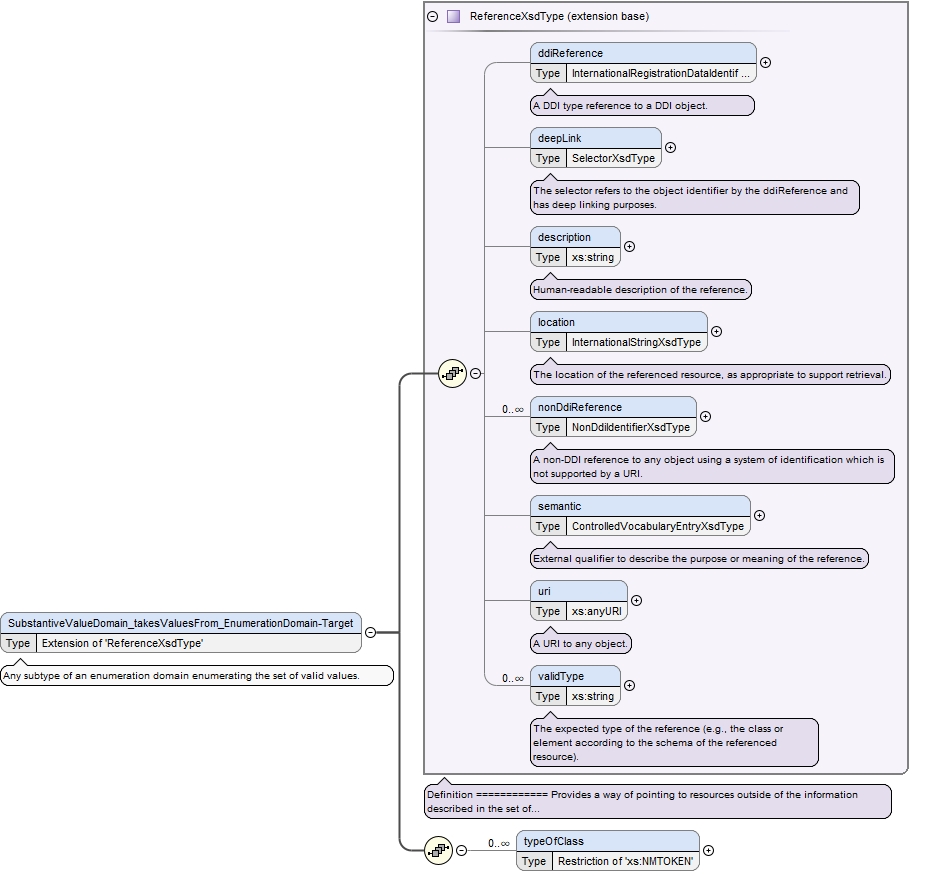 ReferenceXsdType (extension base)
ddiReference
Type InternationalRegistrationDataIdentif ...
A DDI type reference to a DDI object.
deepLink
Type SelectorXsdType
The selector refers to the object identifier by the ddiReference and
has deep linking purposes.
description
Type xs:string
Human-readable description of the reference.
location
Type InternationalStringXsdType
The location of the referenced resource, as appropriate to support retrieval.
0..∞ nonDdiReference
Type NonDdiIdentifierXsdType
A non-DDI reference to any object using a system of identification which is
not supported by a URI.
semantic
Type ControlledVocabularyEntryXsdType
External qualifier to describe the purpose or meaning of the reference.
uri
Type xs:anyURI
A URI to any object.
0..∞ validType
Type xs:string
The expected type of the reference (e.g., the class or
element according to the schema of the referenced
resource).
Definition ============ Provides a way of pointing to resources outside of the information
described in the set of...
SubstantiveValueDomain_takesValuesFrom_EnumerationDomain-Target
Type Extension of 'ReferenceXsdType'
Any subtype of an enumeration domain enumerating the set of valid values.
0..∞ typeOfClass
Type Restriction of 'xs:NMTOKEN'